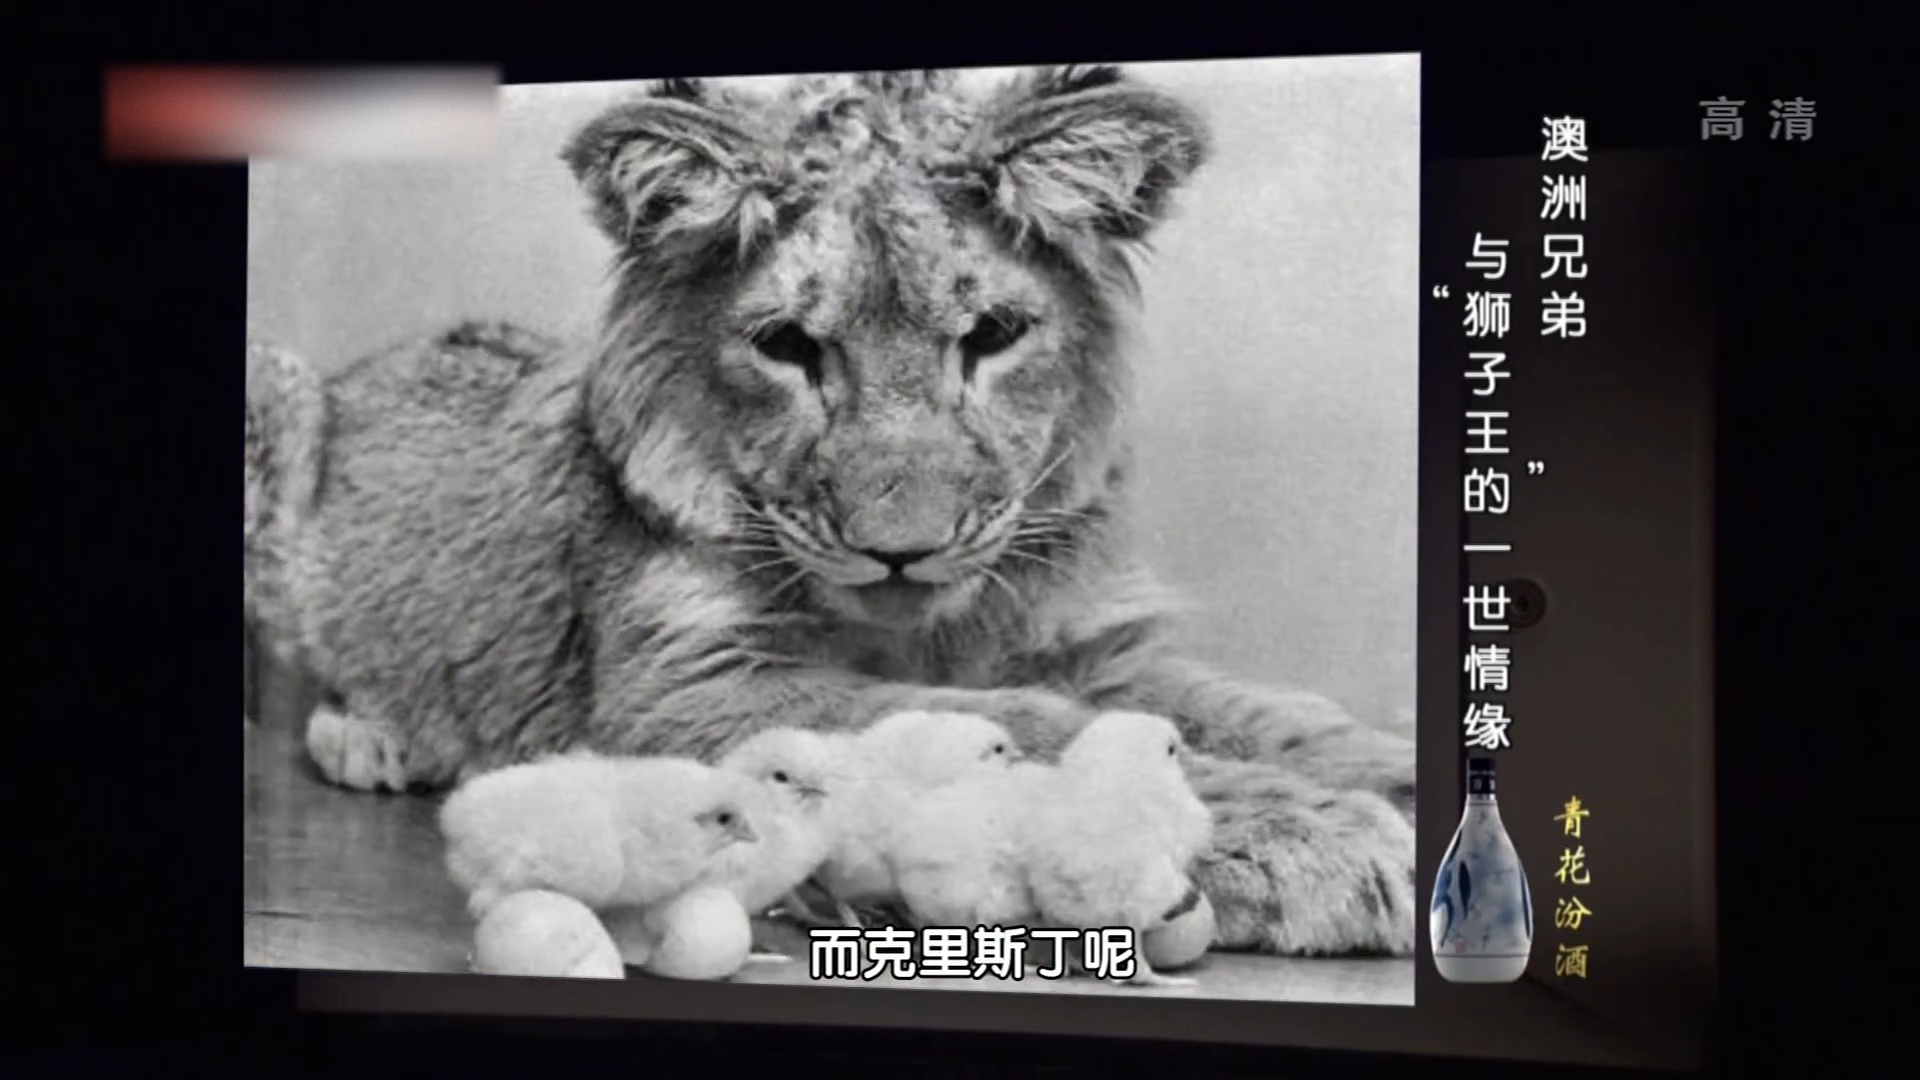 高清
澳洲兄弟
与“狮子王”的一世情缘
青花汾酒
而克里斯丁呢